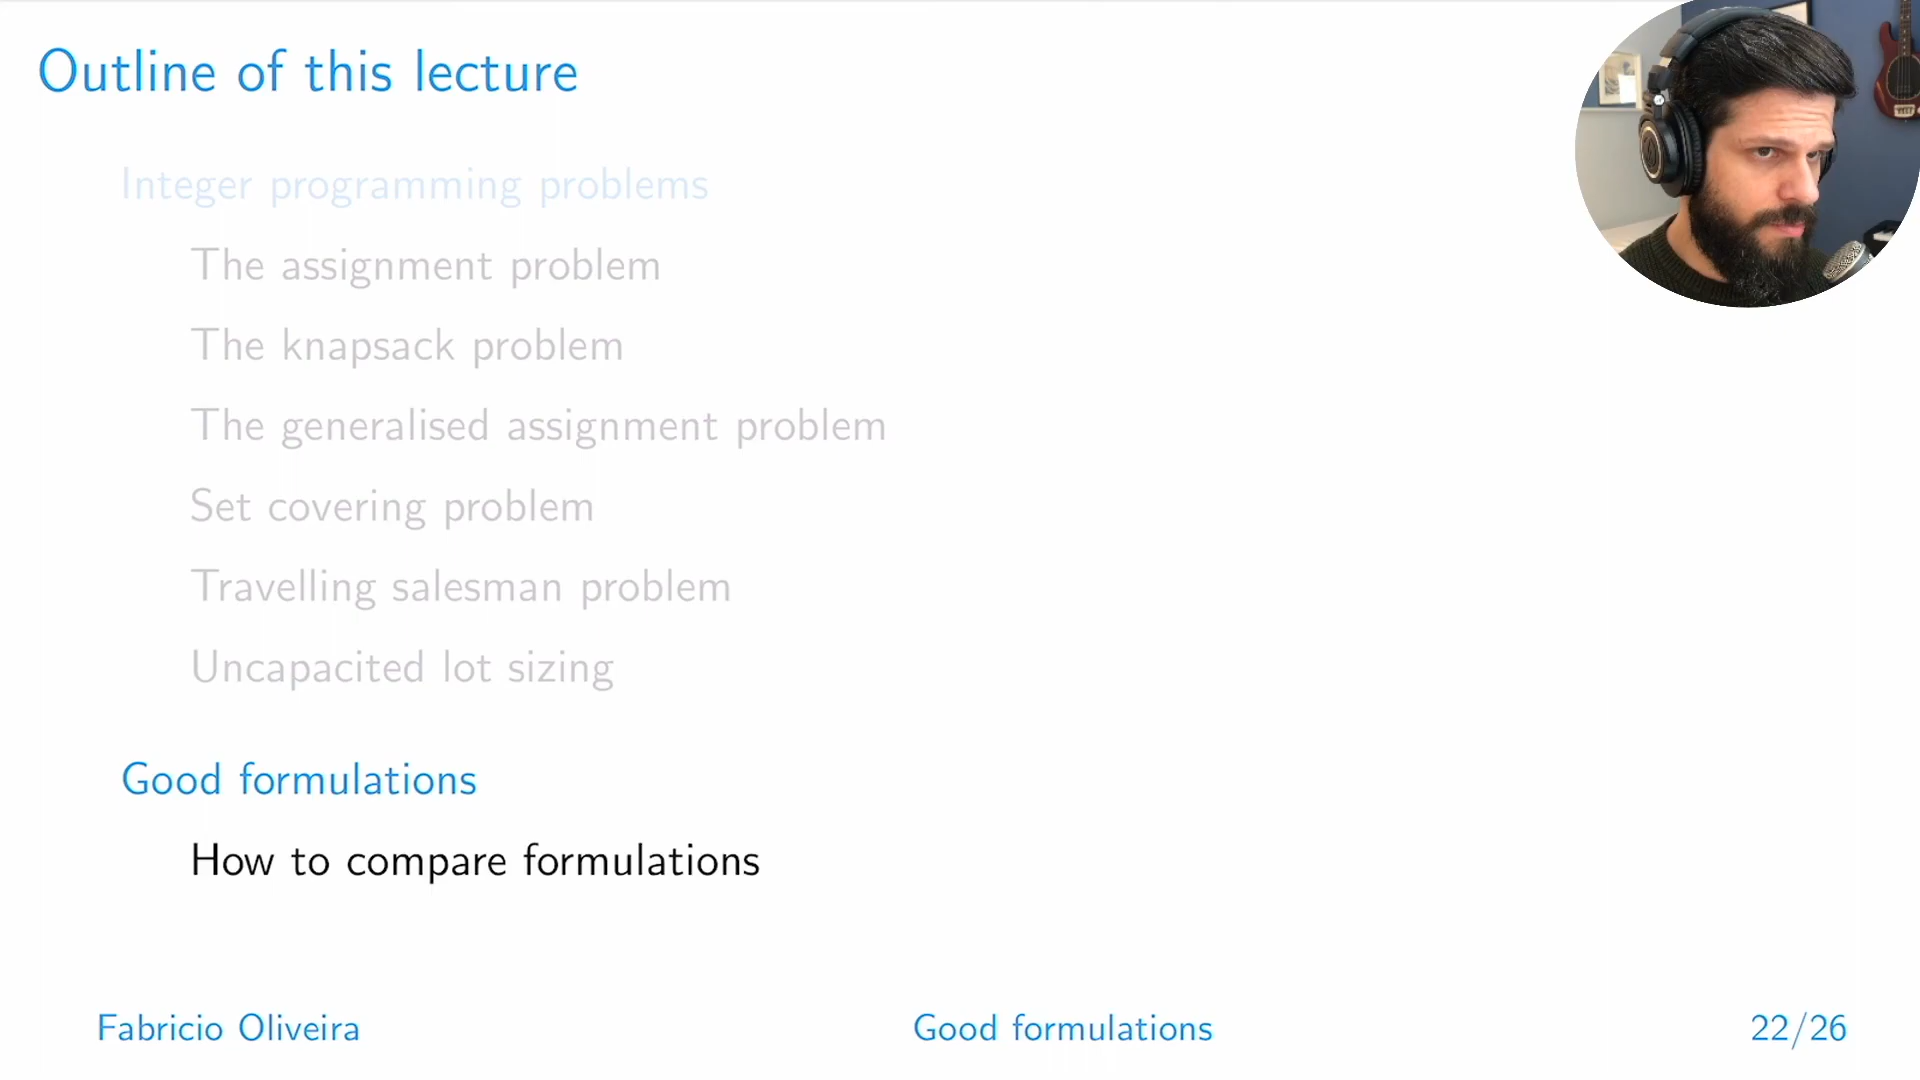 Outline of this lecture
Integer programming problems
The assignment problem
The knapsack problem
The generalised assignment problem
Set covering problem
Travelling salesman problem
Uncapacited lot sizing
Good formulations
How to compare formulations
Fabricio Oliveira Good formulations 22/26